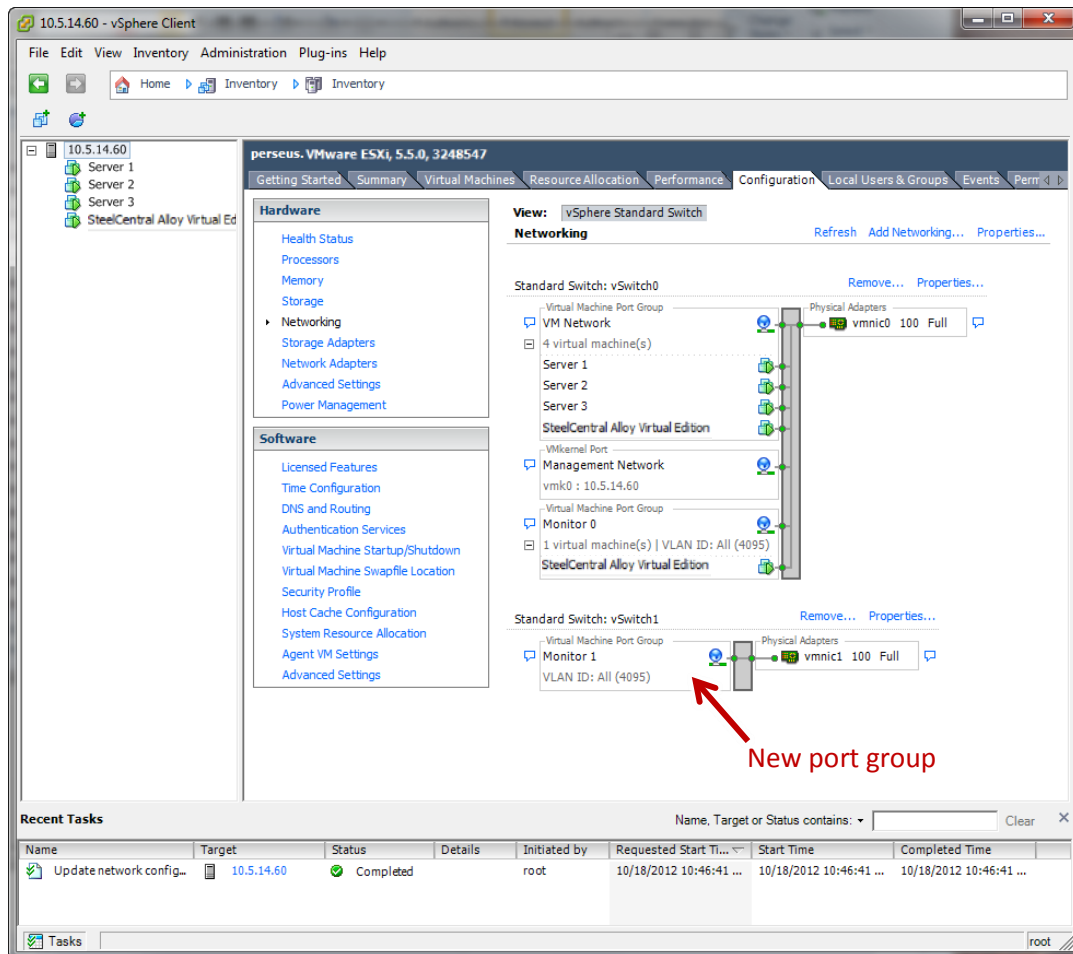 10.5.14.60 - vSphere Client
File Edit View Inventory Administration Plug-ins Help
Home Inventory Inventory
10.5.14.60
Server 1
Server 2
Server 3
SteelCentral Alloy Virtual Ed
perseus. VMware ESXi, 5.5.0, 3248547
Getting Started Summary Virtual Machines Resource Allocation Performance Configuration Local Users & Groups Events Perm
Hardware
Health Status
Processors
Memory
Storage
Networking
Storage Adapters
Network Adapters
Advanced Settings
Power Management
Software
Licensed Features
Time Configuration
DNS and Routing
Authentication Services
Virtual Machine Startup/Shutdown
Virtual Machine Swapfile Location
Security Profile
Host Cache Configuration
System Resource Allocation
Agent VM Settings
Advanced Settings
View: vSphere Standard Switch
Networking Refresh Add Networking... Properties...
Standard Switch: vSwitch0 Remove... Properties...
Virtual Machine Port Group Physical Adapters
VM Network vmnic0 100 Full
4 virtual machine(s)
Server 1
Server 2
Server 3
SteelCentral Alloy Virtual Edition
VMkernel Port
Management Network
vmk0 : 10.5.14.60
Virtual Machine Port Group
Monitor 0
1 virtual machine(s) | VLAN ID: All (4095)
SteelCentral Alloy Virtual Edition
Standard Switch: vSwitch1 Remove... Properties...
Virtual Machine Port Group Physical Adapters
Monitor 1 vmnic1 100 Full
VLAN ID: All (4095)
New port group
Recent Tasks Name, Target or Status contains: Clear
Name Target Status Details Initiated by Requested Start Ti... Start Time Completed Time
Update network config... 10.5.14.60 Completed root 10/18/2012 10:46:41 ... 10/18/2012 10:46:41 ... 10/18/2012 10:46:41 ...
Tasks root